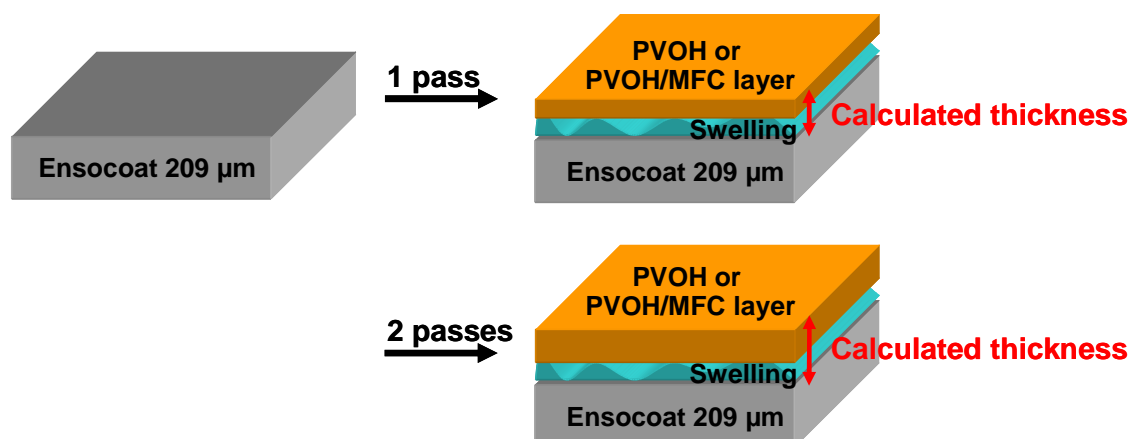 Ensocoat 209 µm
1 pass
PVOH or
PVOH/MFC layer
Swelling
Calculated thickness
Ensocoat 209 µm
2 passes
PVOH or
PVOH/MFC layer
Swelling
Calculated thickness
Ensocoat 209 µm